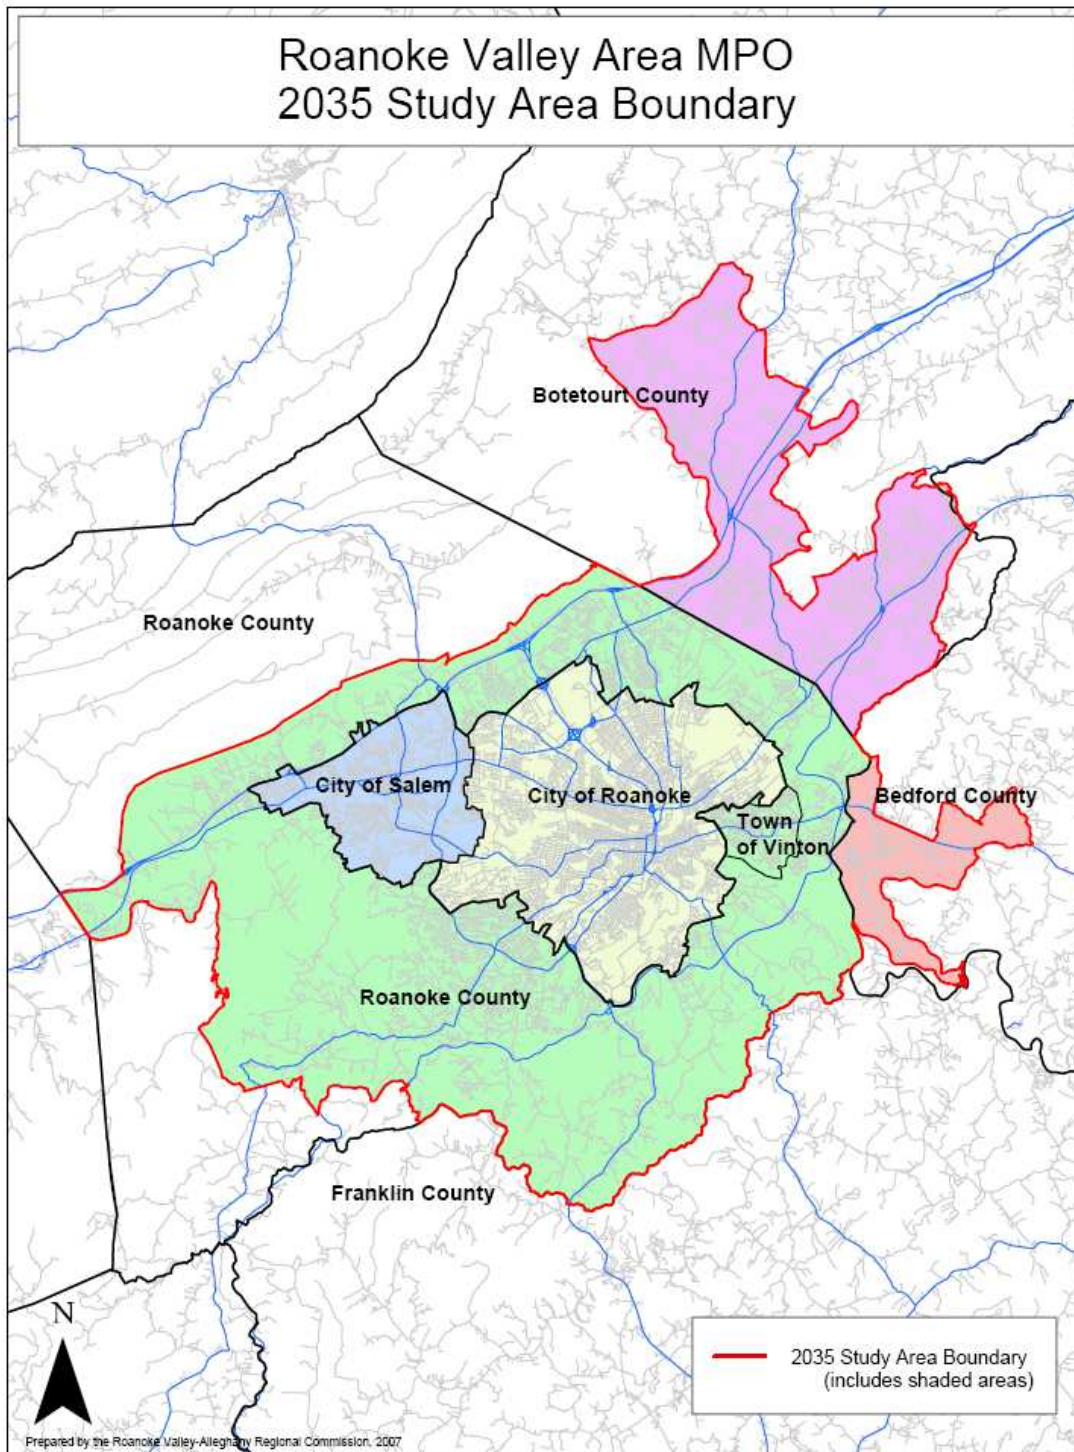 Roanoke Valley Area MPO
2035 Study Area Boundary
Botetourt County
Roanoke County
City of Salem
City of Roanoke
Bedford County
Town
of Vinton
Roanoke County
Franklin County
N
2035 Study Area Boundary
(includes shaded areas)
Prepared by the Roanoke Valley-Alleghany Regional Commission, 2007